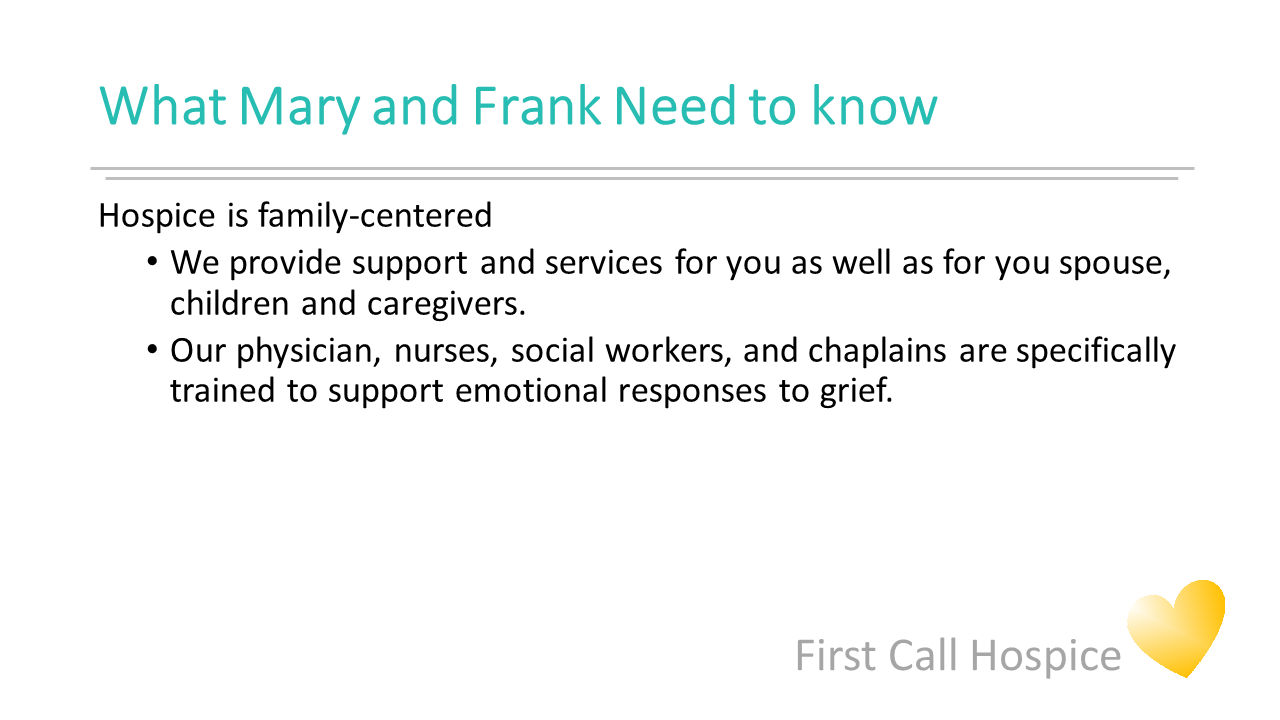 What Mary and Frank Need to know
Hospice is family-centered
• We provide support and services for you as well as for you spouse,
children and caregivers.
• Our physician, nurses, social workers, and chaplains are specifically
trained to support emotional responses to grief.
First Call Hospice